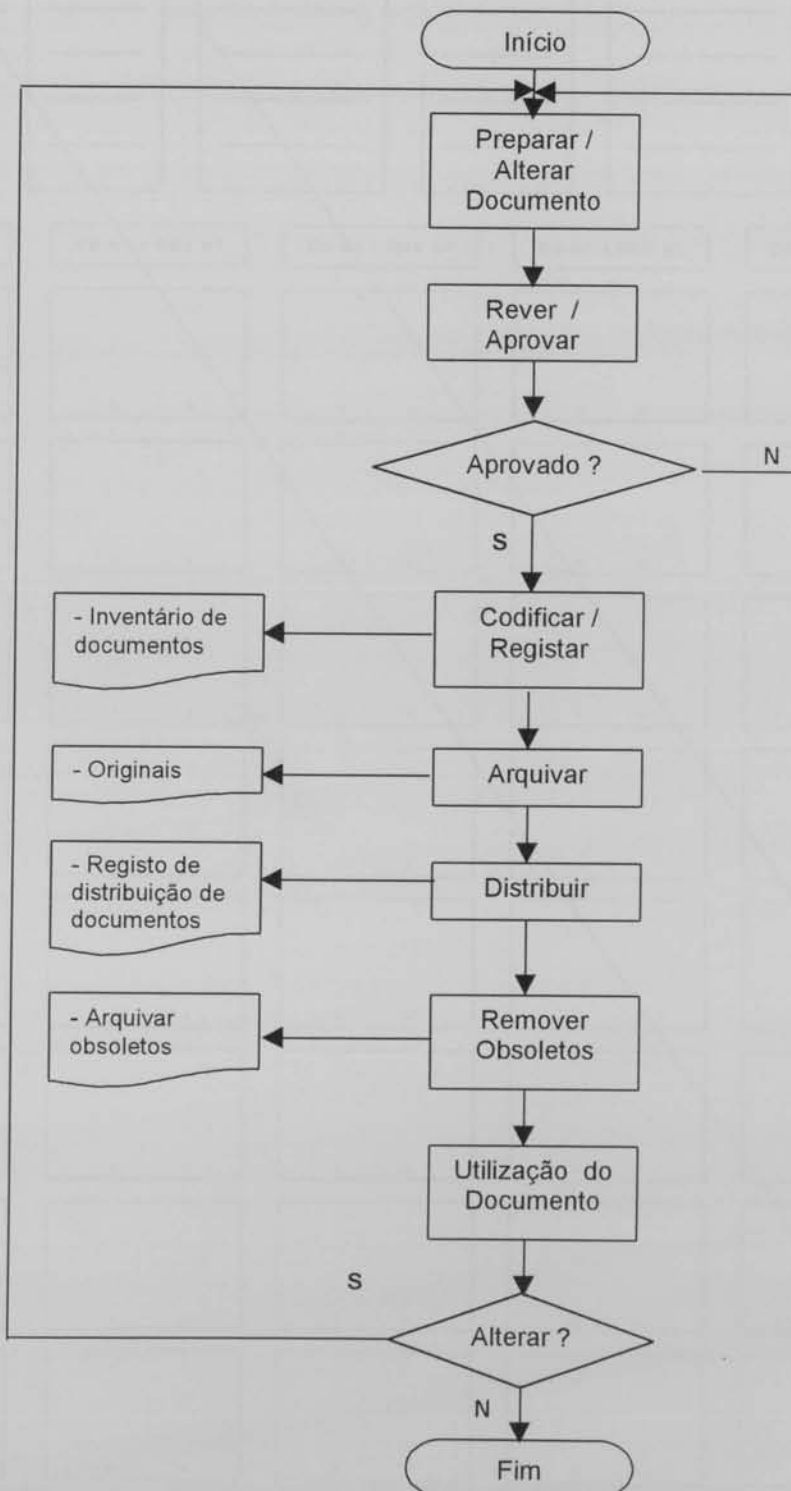 Início
Preparar /
Alterar
Documento
Rever /
Aprovar
Aprovado ?
N
S
- Inventário de
documentos
Codificar /
Registar
- Originais
Arquivar
- Registo de
distribuição de
documentos
Distribuir
- Arquivar
obsoletos
Remover
Obsoletos
Utilização do
Documento
S
Alterar ?
N
Fim